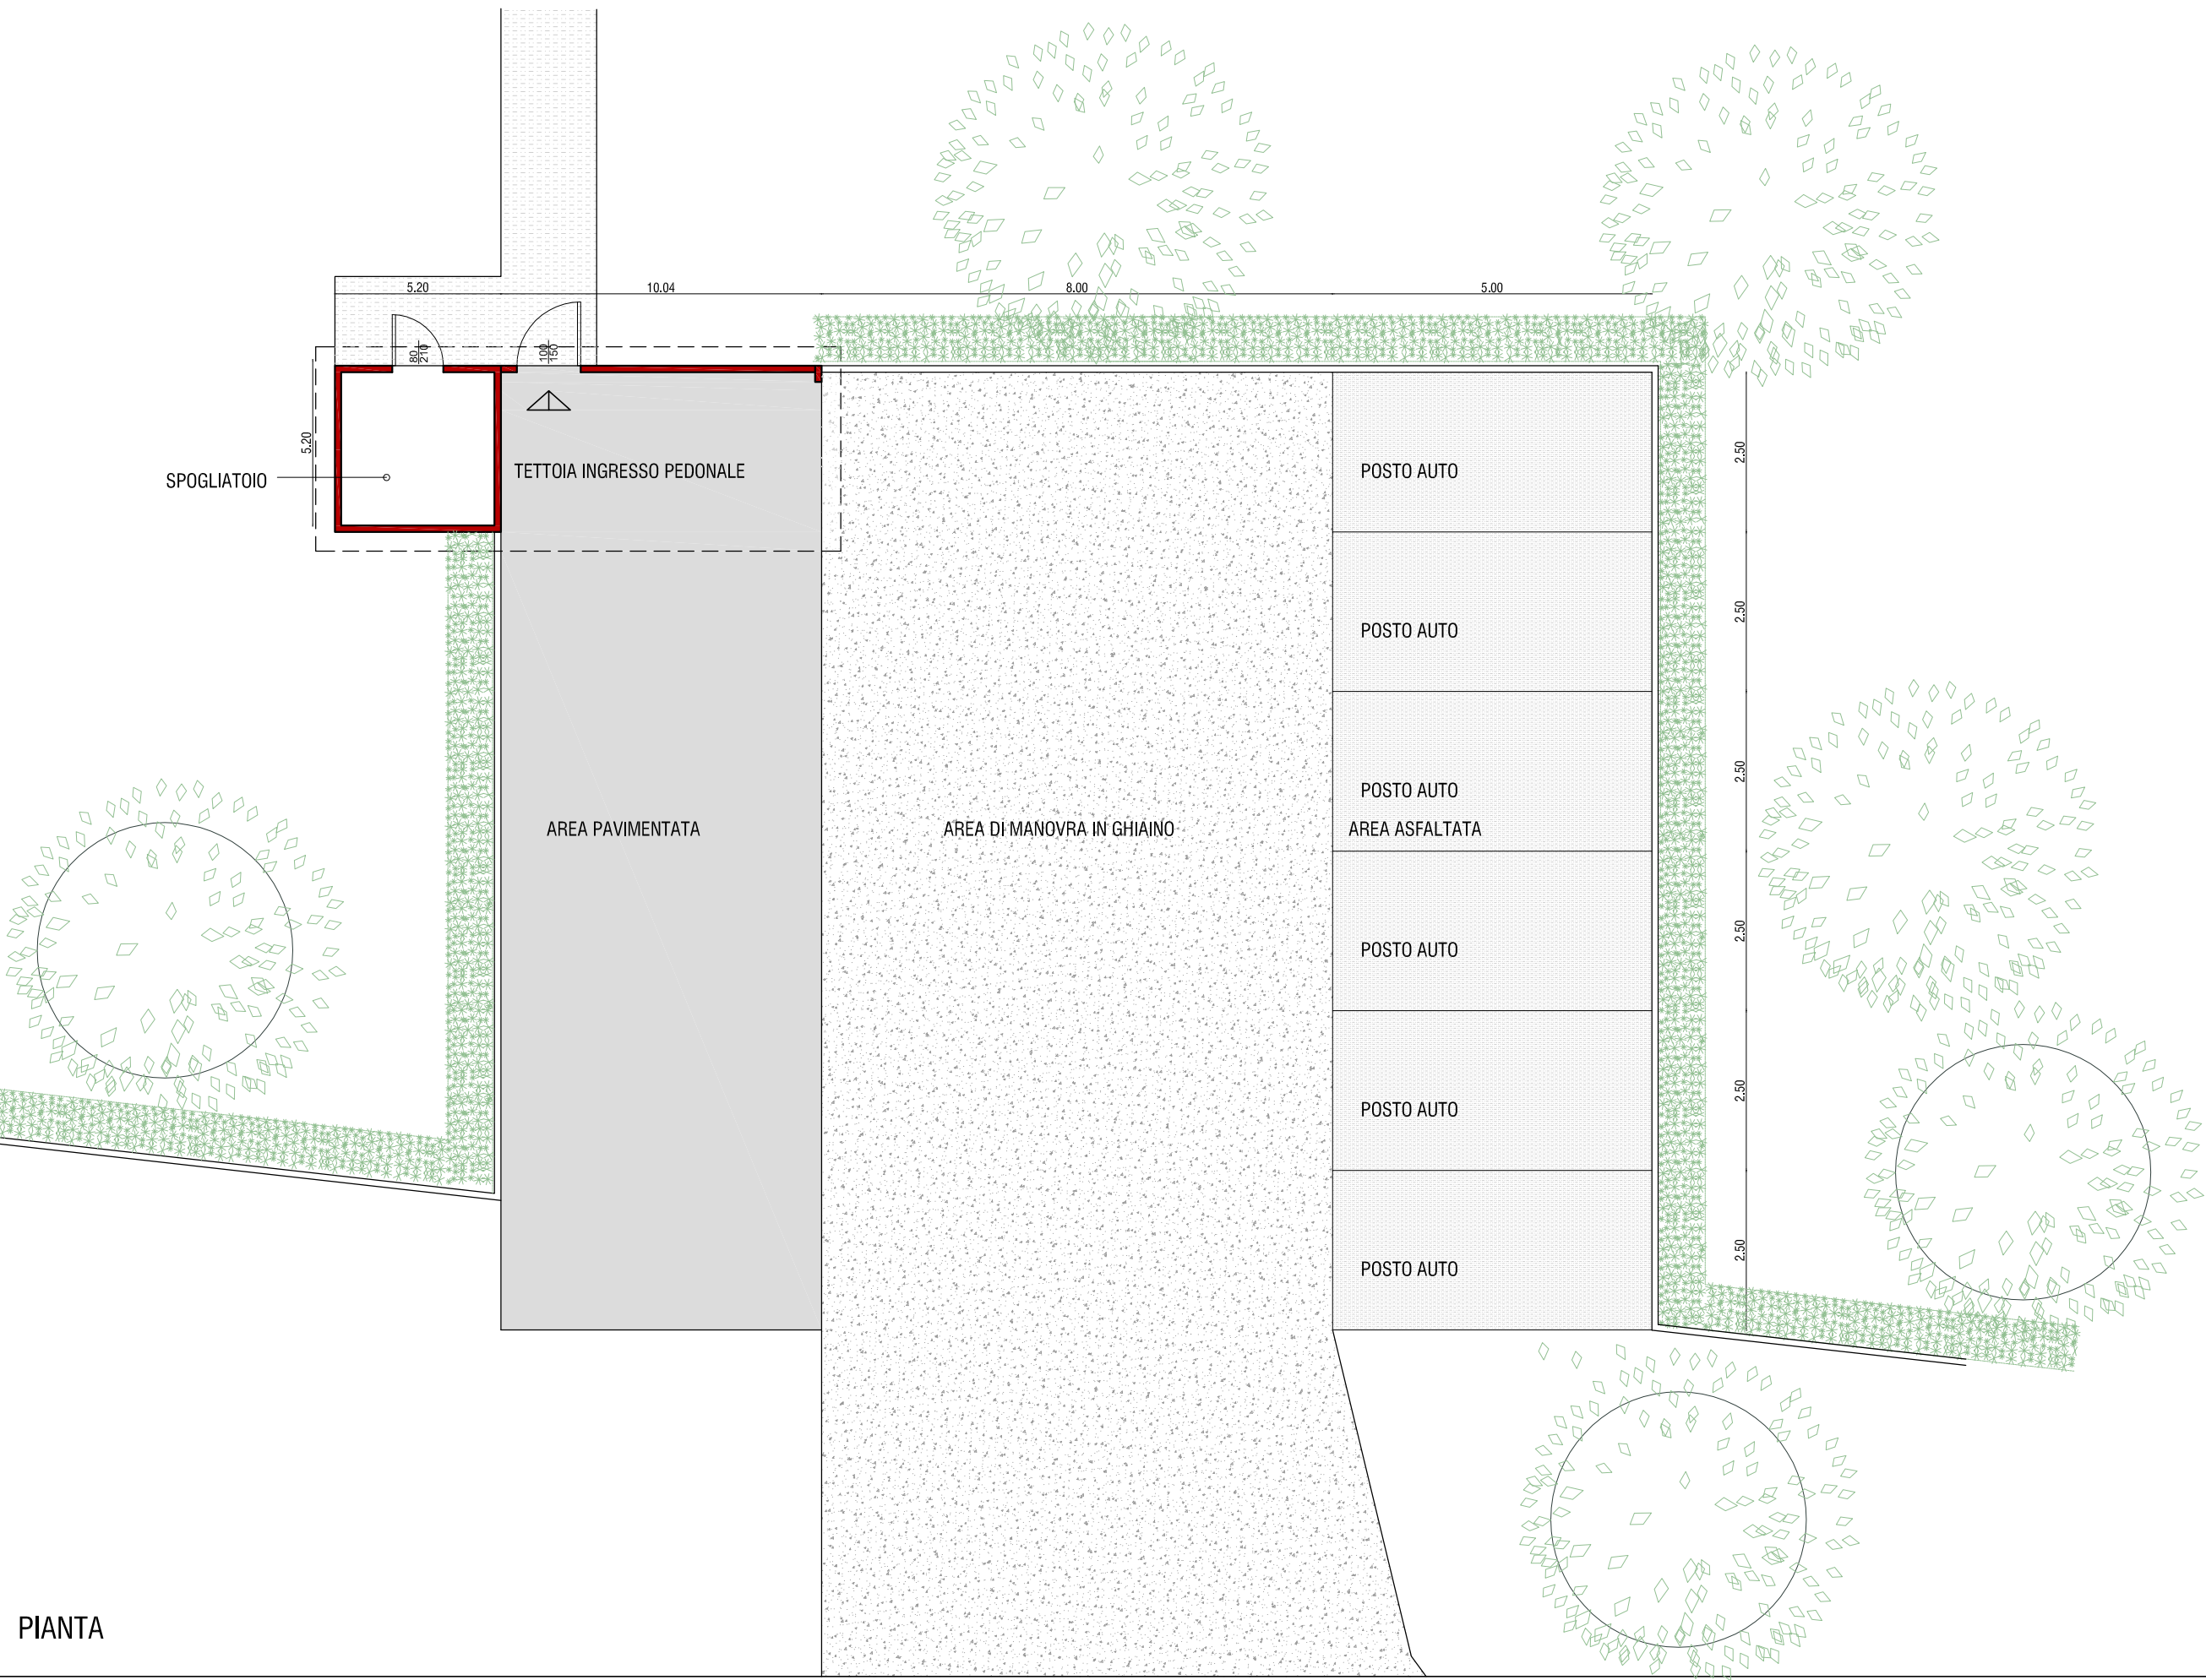 5.20
10.04
8.00
5.00
80
210
100
150
5.20
2.50
SPOGLIATOIO
TETTOIA INGRESSO PEDONALE
POSTO AUTO
2.50
POSTO AUTO
2.50
POSTO AUTO
AREA PAVIMENTATA
AREA DI MANOVRA IN GHIAINO
AREA ASFALTATA
2.50
POSTO AUTO
2.50
POSTO AUTO
2.50
POSTO AUTO
PIANTA